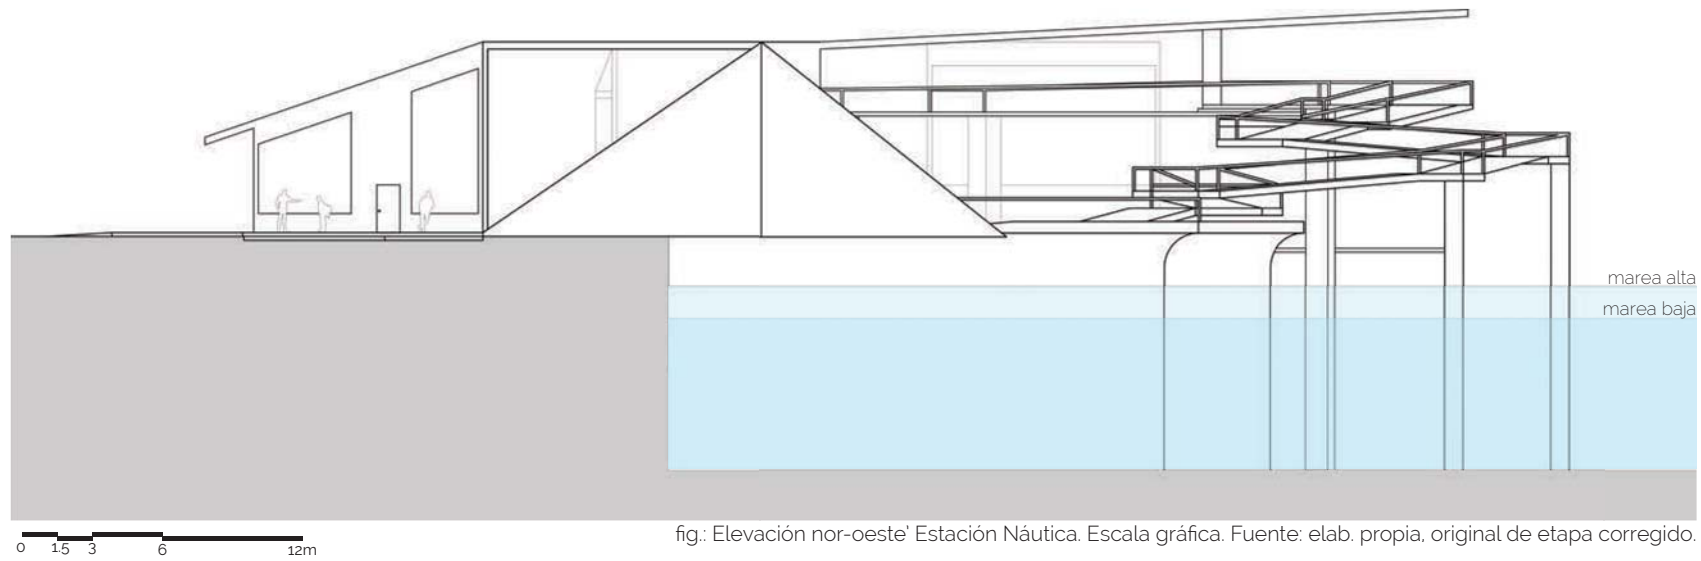 marea alta
marea baja
fig.: Elevación nor-oeste' Estación Náutica. Escala gráfica. Fuente: elab. propia, original de etapa corregido.
0 1.5 3 6 12m